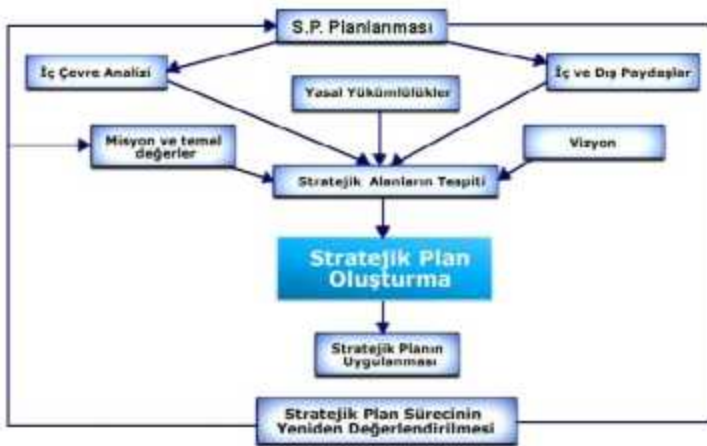 S.P. Planlanması
İç Çevre Analizi
İç ve Dış Paydaşlar
Yasal Yükümlülükler
Misyon ve temel
değerler
Vizyon
Stratejik Alanların Tespiti
Stratejik Plan
Oluşturma
Stratejik Planın
Uygulanması
Stratejik Plan Sürecinin
Yeniden Değerlendirilmesi